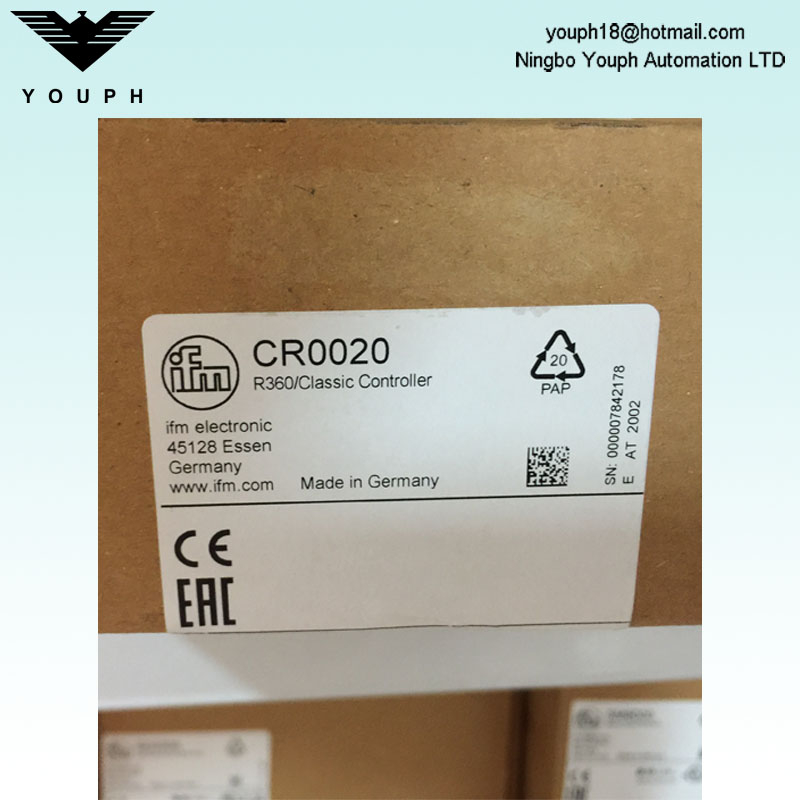 YOUPH
youph18@hotmail.com
Ningbo Youph Automation LTD
ifm
CR0020
R360/Classic Controller
ifm electronic
45128 Essen
Germany
www.ifm.com
Made in Germany
20
PAP
SN: 000007842178
E AT 2002
CE
EAC